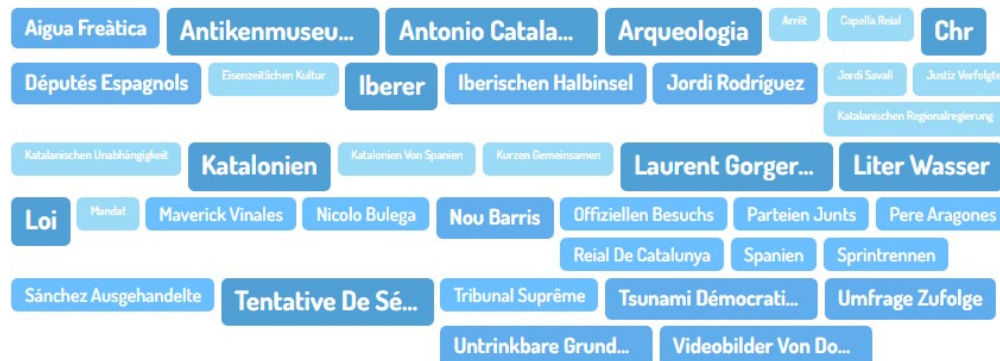 Aigua Freàtica Antikenmuseu... Antonio Catala... Arqueologia Arrêt Capella Reial Chr
Députés Espagnols Eisenzeitlichen Kultur Iberer Iberischen Halbinsel Jordi Rodríguez Jordi Savall Justiz Verfolgte
Katalanischen Regionalregierung
Katalanischen Unabhängigkeit Katalonien Katalonien Von Spanien Kurzen Gemeinsamen Laurent Gorger... Liter Wasser
Loi Mandat Maverick Vinales Nicolo Bulega Nou Barris Offiziellen Besuchs Parteien Junts Pere Aragones
Reial De Catalunya Spanien Sprintrennen
Sánchez Ausgehandelte Tentative De Sé... Tribunal Suprême Tsunami Démocrati... Umfrage Zufolge
Untrinkbare Grund... Videobilder Von Do...